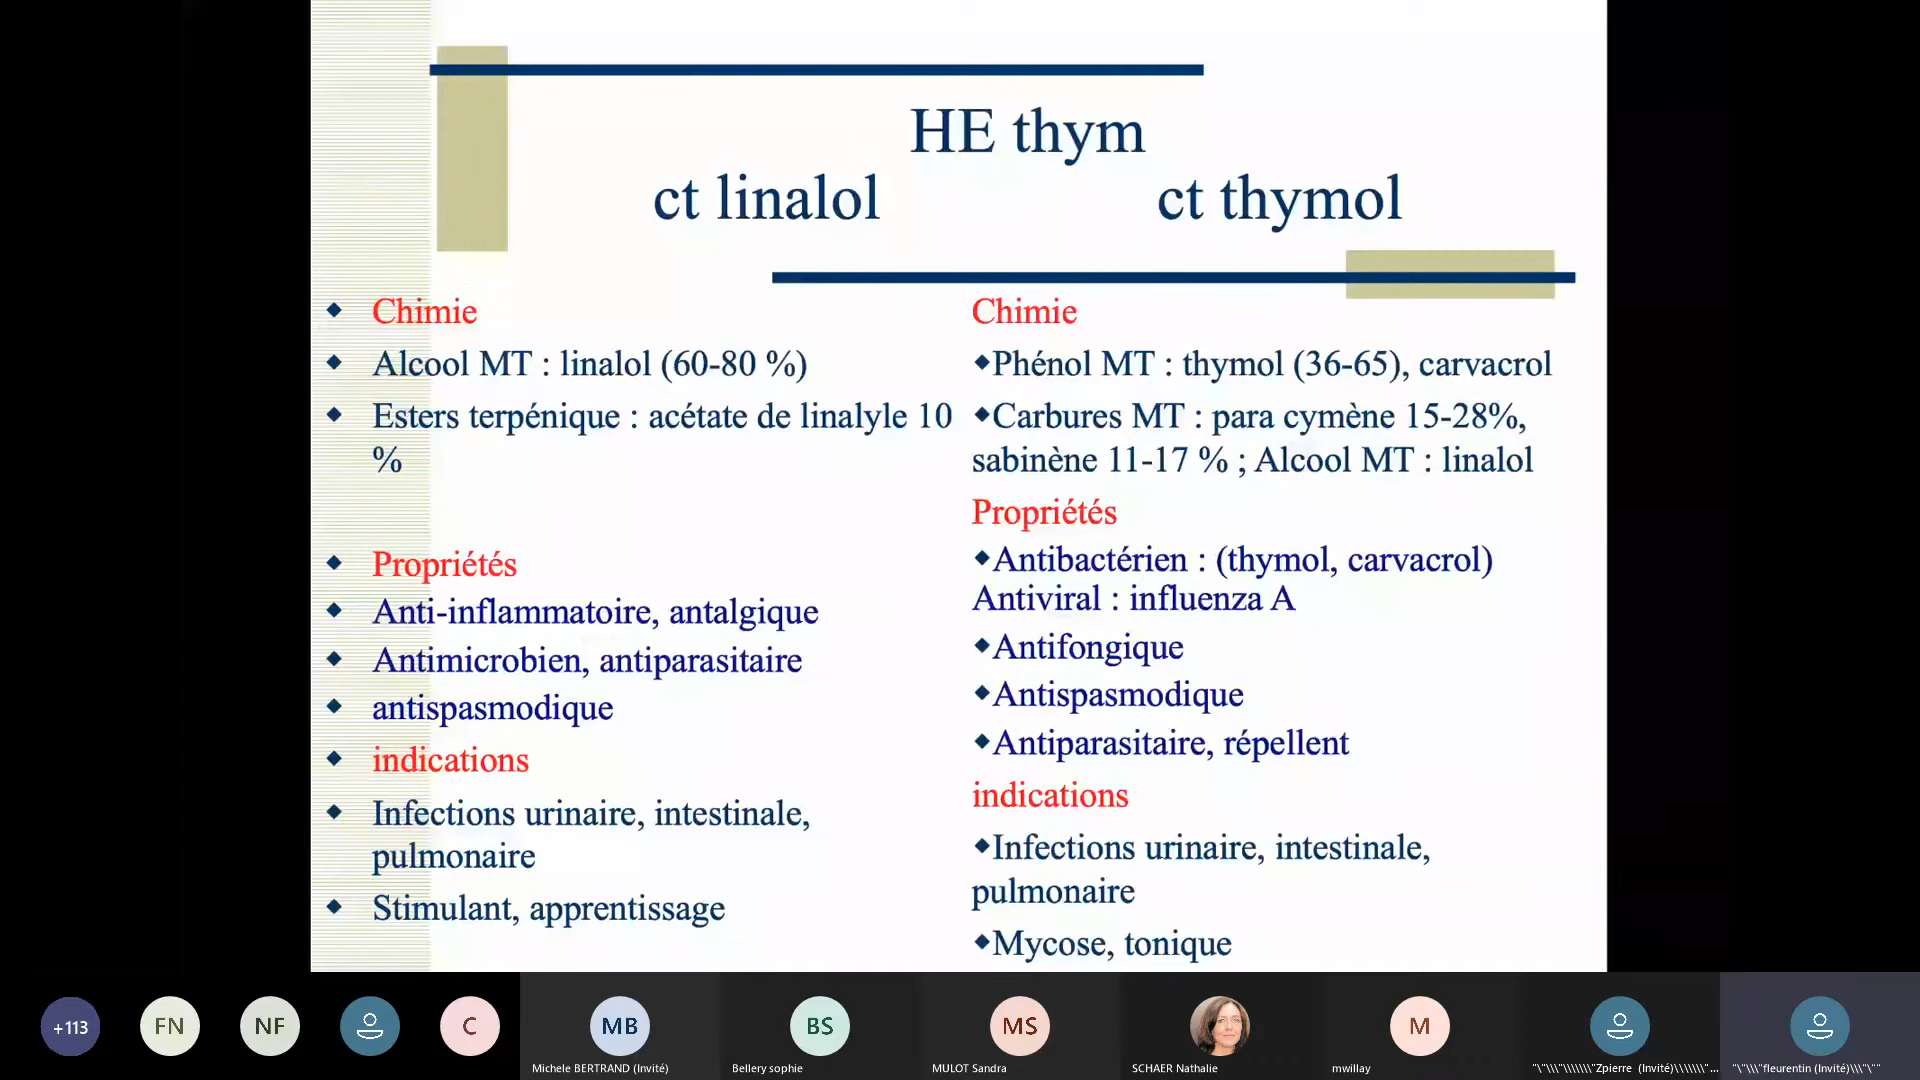 HE thym
ct linalol
ct thymol
Chimie
Alcool MT : linalol (60-80 %)
Esters terpénique : acétate de linalyle 10
%
Propriétés
Anti-inflammatoire, antalgique
Antimicrobien, antiparasitaire
antispasmodique
indications
Infections urinaire, intestinale,
pulmonaire
Stimulant, apprentissage
Chimie
Phénol MT : thymol (36-65), carvacrol
Carbures MT : para cymène 15-28%,
sabinène 11-17 % ; Alcool MT : linalol
Propriétés
Antibactérien : (thymol, carvacrol)
Antiviral : influenza A
Antifongique
Antispasmodique
Antiparasitaire, répellent
indications
Infections urinaire, intestinale,
pulmonaire
Mycose, tonique
+113
FN
NF
C
MB
BS
MS
M
Michele BERTRAND (Invité)
Bellery sophie
MULOT Sandra
SCHAER Nathalie
mwillay
"\"\\\"\\\\\\\"Zpierre (Invité)\\\\\\\"...
"\"\\\"fleurentin (Invité)\\\"\""